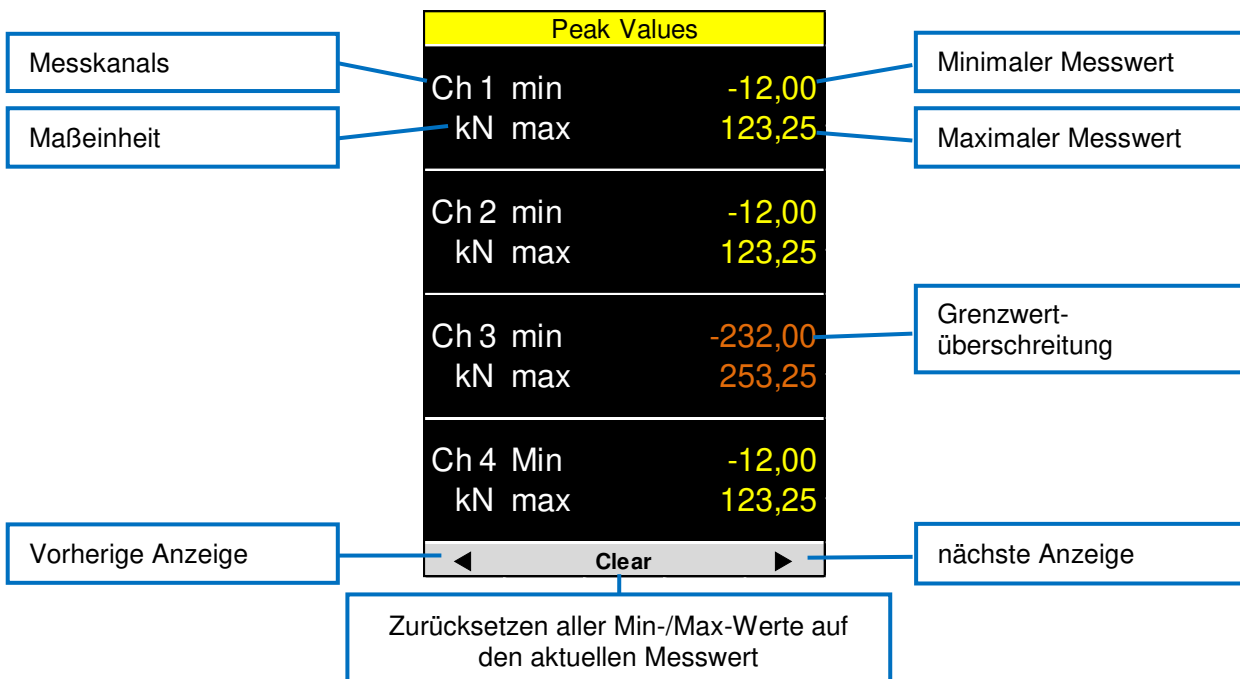 Peak Values
Messkanals
Ch 1 min -12,00
Minimaler Messwert
Maßeinheit
kN max 123,25
Maximaler Messwert
Ch 2 min -12,00
kN max 123,25
Ch 3 min -232,00
kN max 253,25
Grenzwert-
überschreitung
Ch 4 Min -12,00
kN max 123,25
Vorherige Anzeige
◀ Clear ▶
nächste Anzeige
Zurücksetzen aller Min-/Max-Werte auf
den aktuellen Messwert